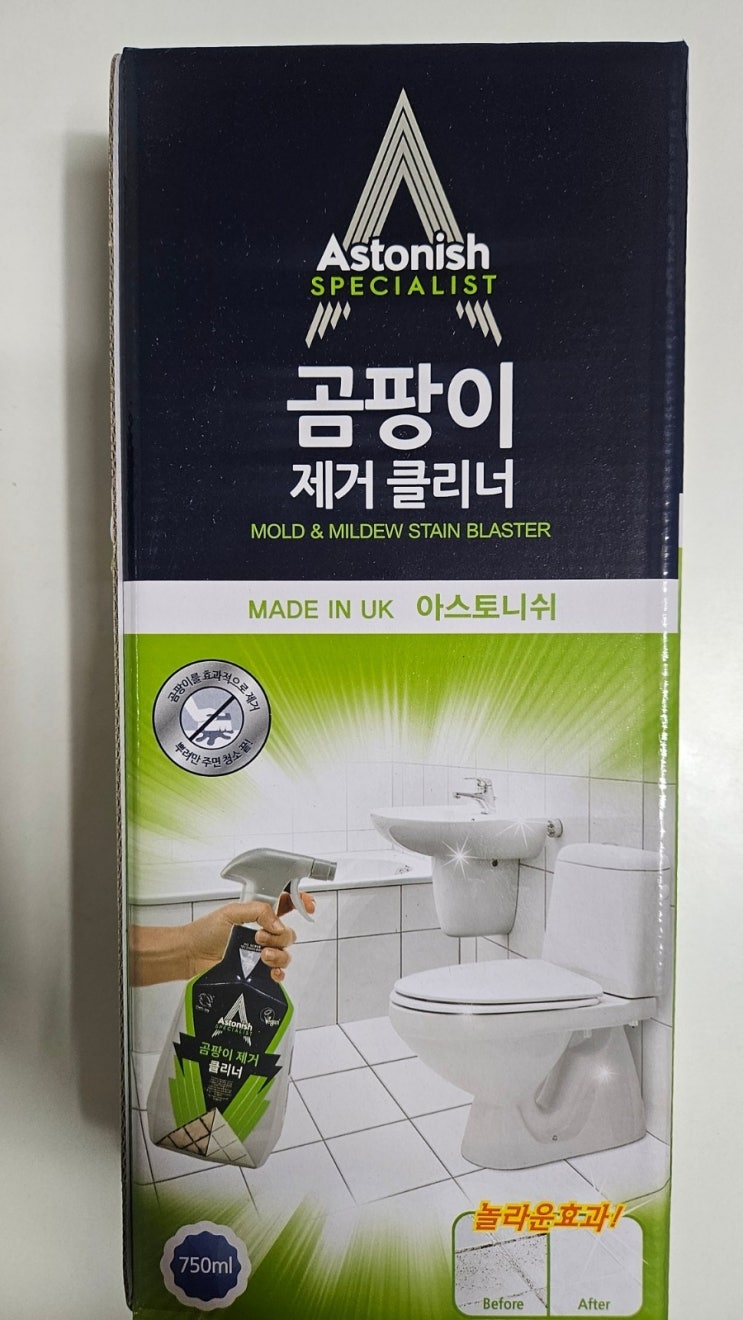 Astonish
SPECIALIST
곰팡이
제거 클리너
MOLD & MILDEW STAIN BLASTER
MADE IN UK 아스토니쉬
곰팡이를 효과적으로 제거
뿌려만 주면 청소 끝!
Astonish
SPECIALIST
Vegan
곰팡이 제거
클리너
750ml
놀라운효과!
Before
After